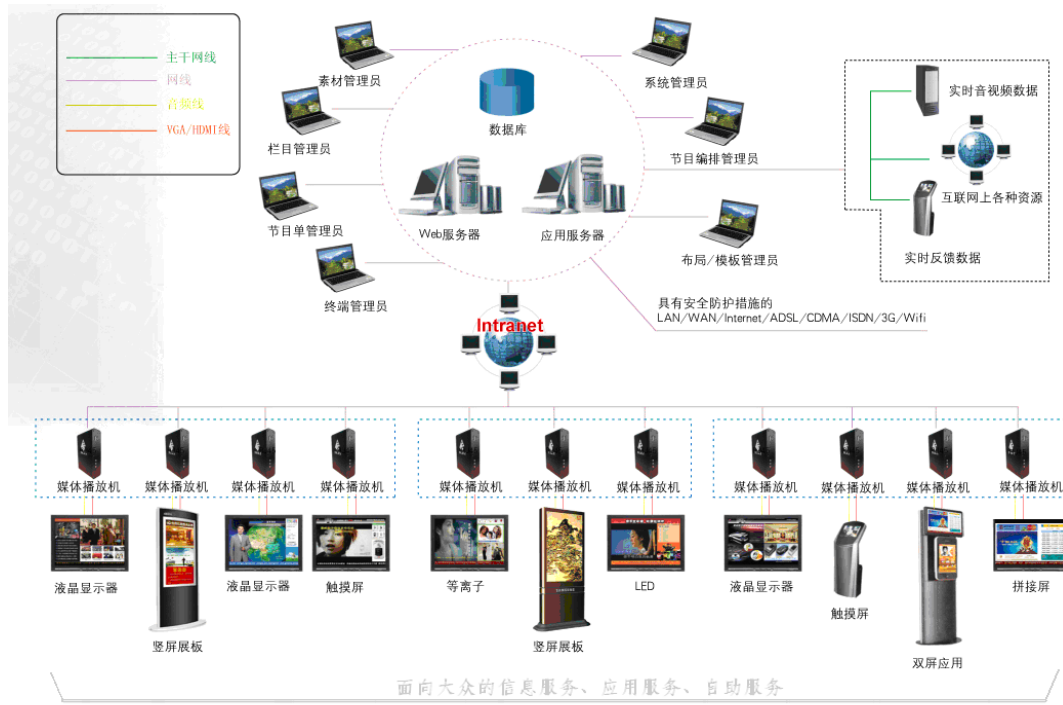 主干网线
网线
音频线
VGA/HDMI线
素材管理员
系统管理员
栏目管理员
数据库
节目编排管理员
节目单管理员
Web服务器
应用服务器
布局/模板管理员
终端管理员
实时音视频数据
互联网上各种资源
实时反馈数据
具有安全防护措施的
LAN/WAN/Internet/ADSL/CDMA/ISDN/3G/Wifi
Intranet
媒体播放机
媒体播放机
媒体播放机
媒体播放机
媒体播放机
媒体播放机
媒体播放机
媒体播放机
媒体播放机
媒体播放机
媒体播放机
液晶显示器
竖屏展板
液晶显示器
触摸屏
等离子
竖屏展板
LED
液晶显示器
触摸屏
双屏应用
拼接屏
面向大众的信息服务、应用服务、自助服务